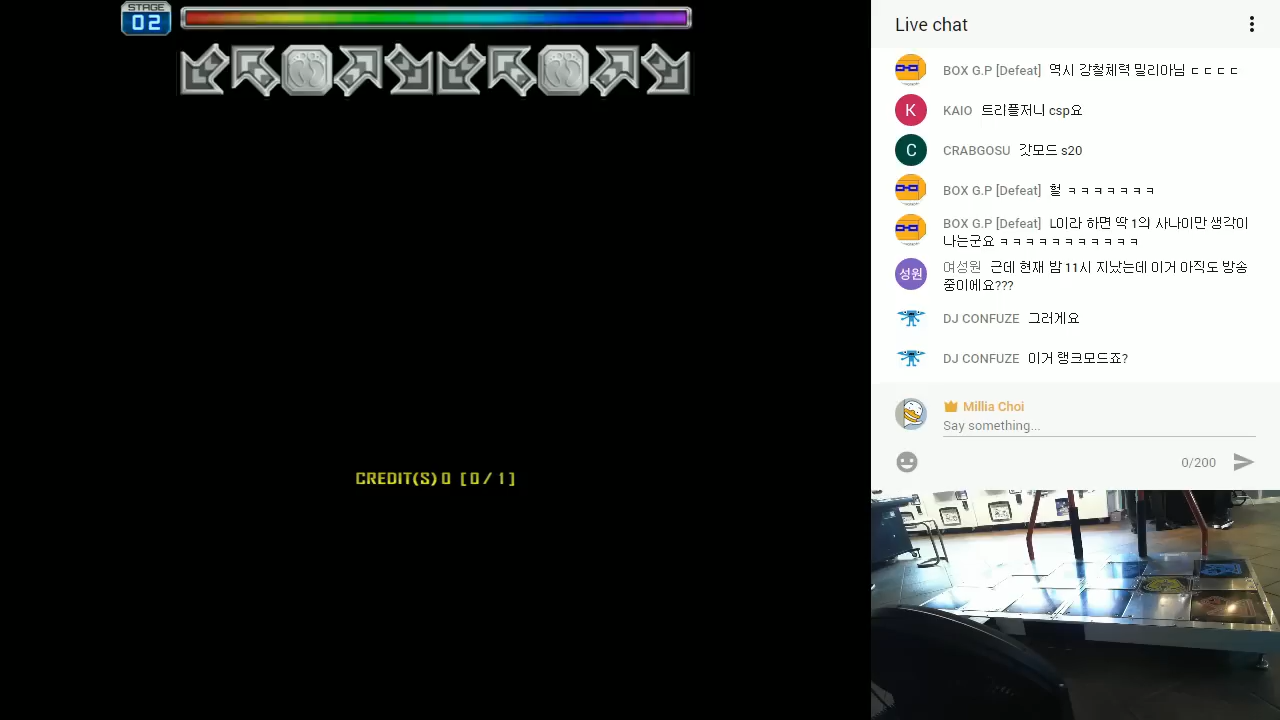 STAGE
02
CREDIT(S) 0 [ 0 / 1 ]
Live chat
BOX G.P [Defeat] 역시 강철체력 밀리아님 ㄷㄷㄷㄷ
K
KAIO 트리플저니 csp요
C
CRABGOSU 갓모드 s20
BOX G.P [Defeat] 헐 ㅋㅋㅋㅋㅋㅋㅋ
BOX G.P [Defeat] L이라 하면 딱 1의 사나이만 생각이
나는군요 ㅋㅋㅋㅋㅋㅋㅋㅋㅋㅋㅋ
성원
여성원 근데 현재 밤 11시 지났는데 이거 아직도 방송
중이에요???
DJ CONFUZE 그러게요
DJ CONFUZE 이거 랭크모드죠?
Millia Choi
Say something...
0/200